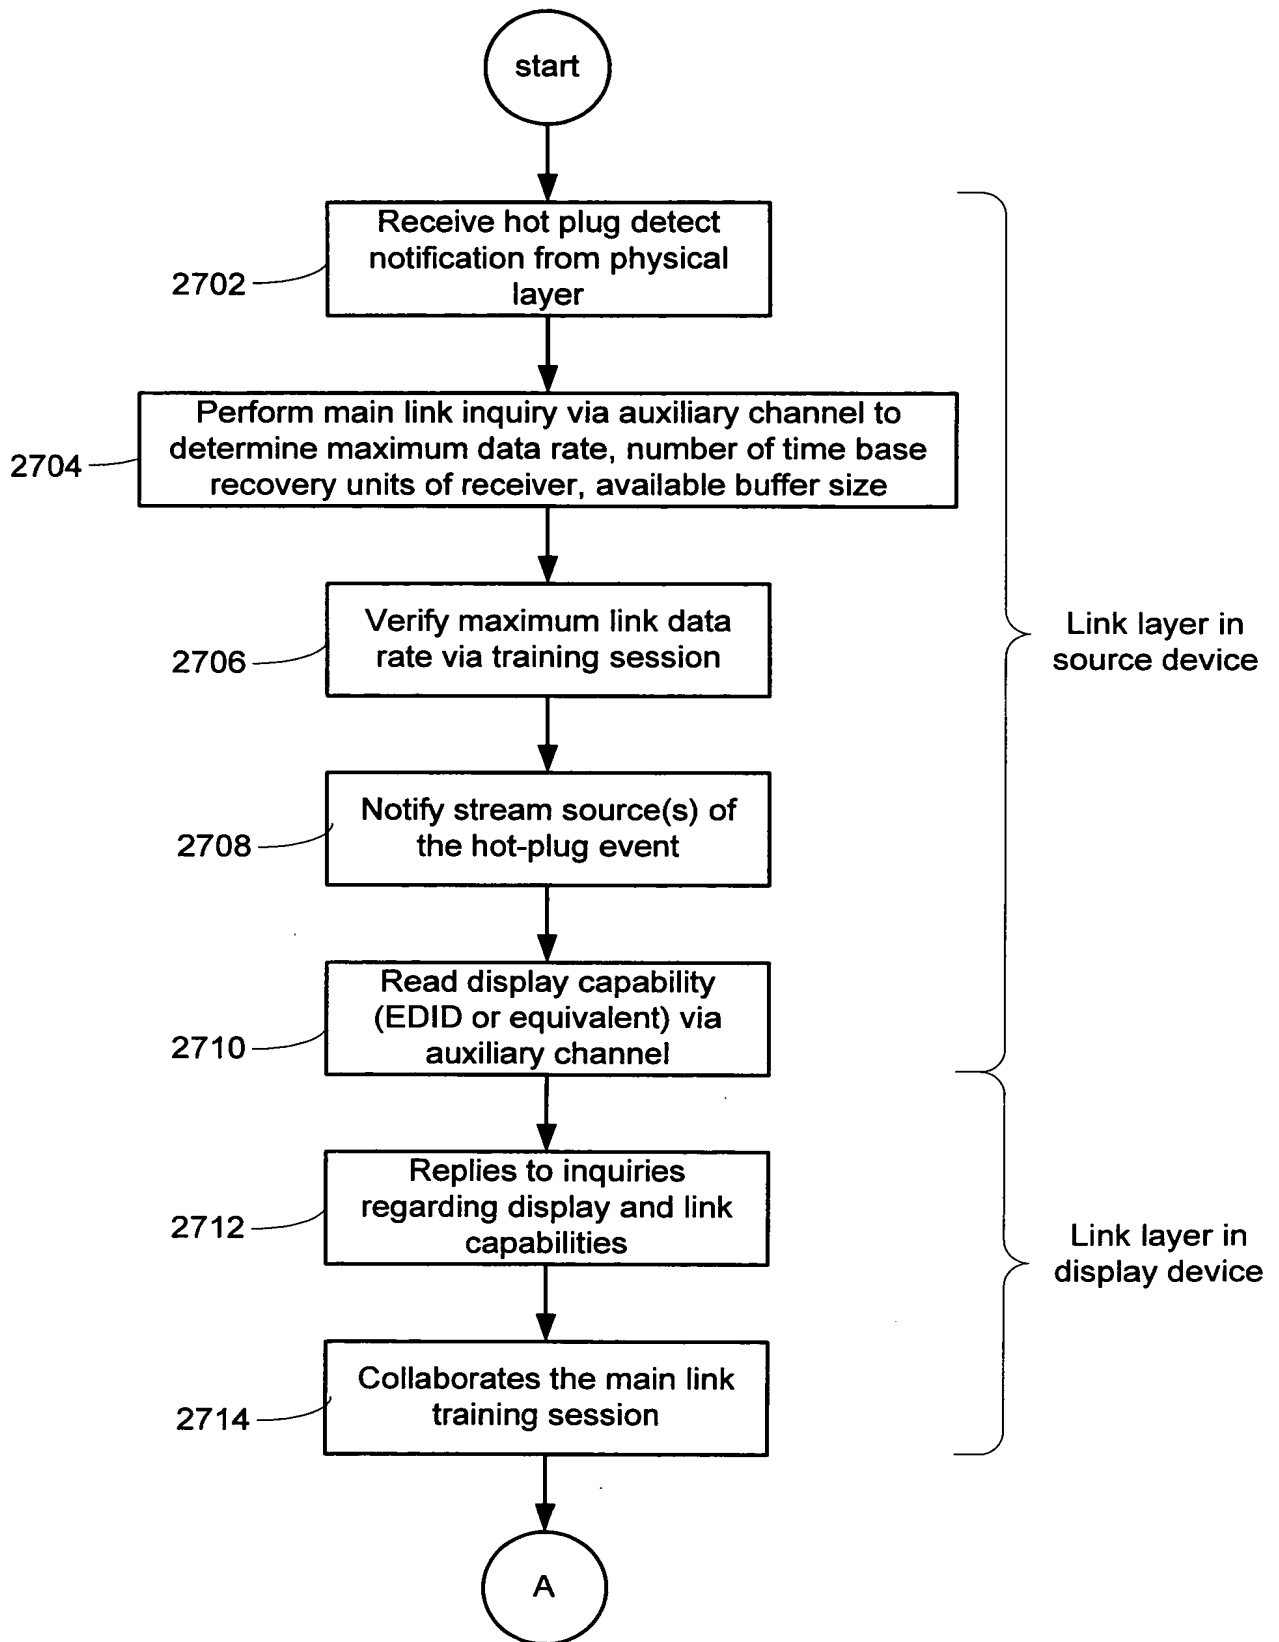 start
Receive hot plug detect
notification from physical
layer
2702
Perform main link inquiry via auxiliary channel to
determine maximum data rate, number of time base
recovery units of receiver, available buffer size
2704
Verify maximum link data
rate via training session
2706
Link layer in
source device
Notify stream source(s) of
the hot-plug event
2708
Read display capability
(EDID or equivalent) via
auxiliary channel
2710
Replies to inquiries
regarding display and link
capabilities
2712
Link layer in
display device
Collaborates the main link
training session
2714
A